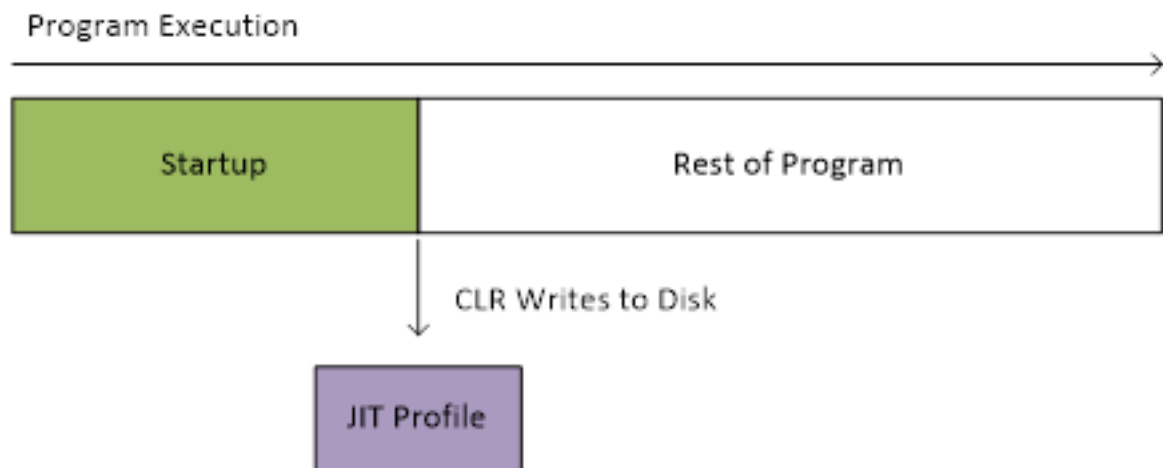 Program Execution
Startup
Rest of Program
CLR Writes to Disk
JIT Profile